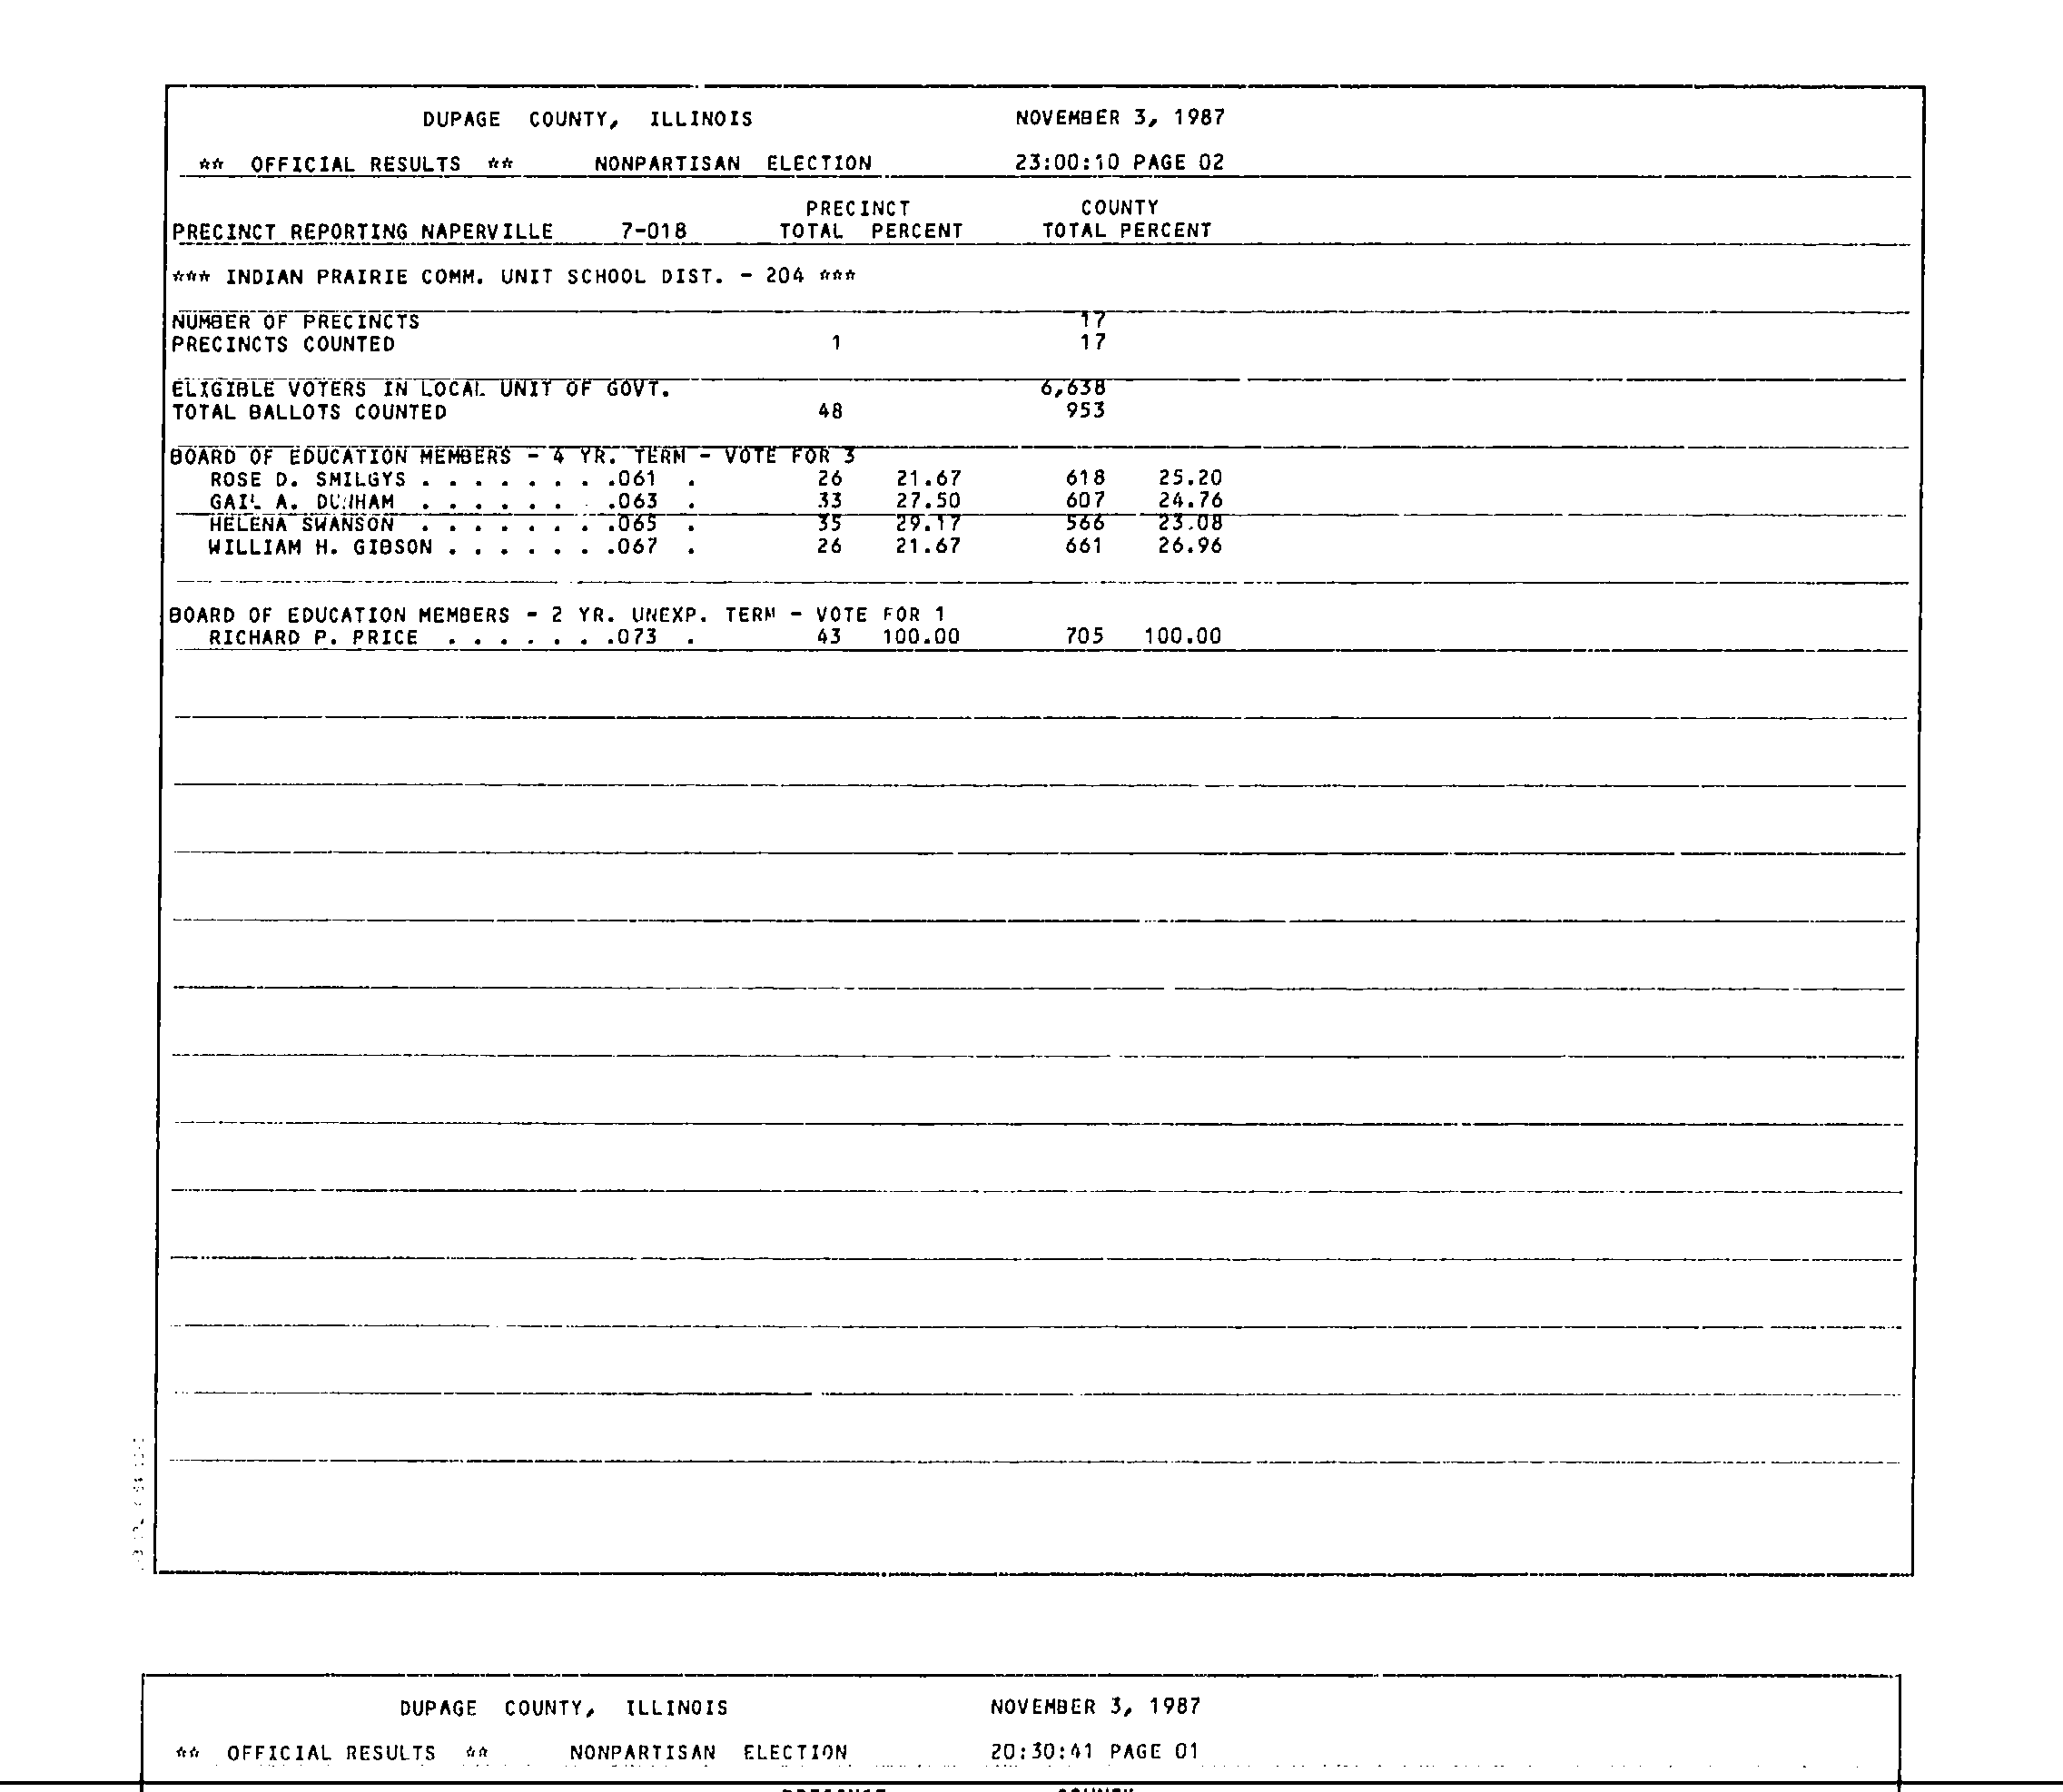 DUPAGE COUNTY, ILLINOIS NOVEMBER 3, 1987
** OFFICIAL RESULTS ** NONPARTISAN ELECTION 23:00:10 PAGE 02
PRECINCT COUNTY
PRECINCT REPORTING NAPERVILLE 7-018 TOTAL PERCENT TOTAL PERCENT
*** INDIAN PRAIRIE COMM. UNIT SCHOOL DIST. - 204 ***
NUMBER OF PRECINCTS 17
PRECINCTS COUNTED 1 17
ELIGIBLE VOTERS IN LOCAL UNIT OF GOVT. 6,638
TOTAL BALLOTS COUNTED 48 953
BOARD OF EDUCATION MEMBERS - 4 YR. TERM - VOTE FOR 3
ROSE D. SMILGYS . . . . . . . .061 . 26 21.67 618 25.20
GAIL A. DUNHAM . . . . . . . .063 . 33 27.50 607 24.76
HELENA SWANSON . . . . . . . .065 . 35 29.17 566 23.08
WILLIAM H. GIBSON . . . . . . .067 . 26 21.67 661 26.96
BOARD OF EDUCATION MEMBERS - 2 YR. UNEXP. TERM - VOTE FOR 1
RICHARD P. PRICE . . . . . . .073 . 43 100.00 705 100.00
DUPAGE COUNTY, ILLINOIS NOVEMBER 3, 1987
** OFFICIAL RESULTS ** NONPARTISAN ELECTION 20:30:41 PAGE 01